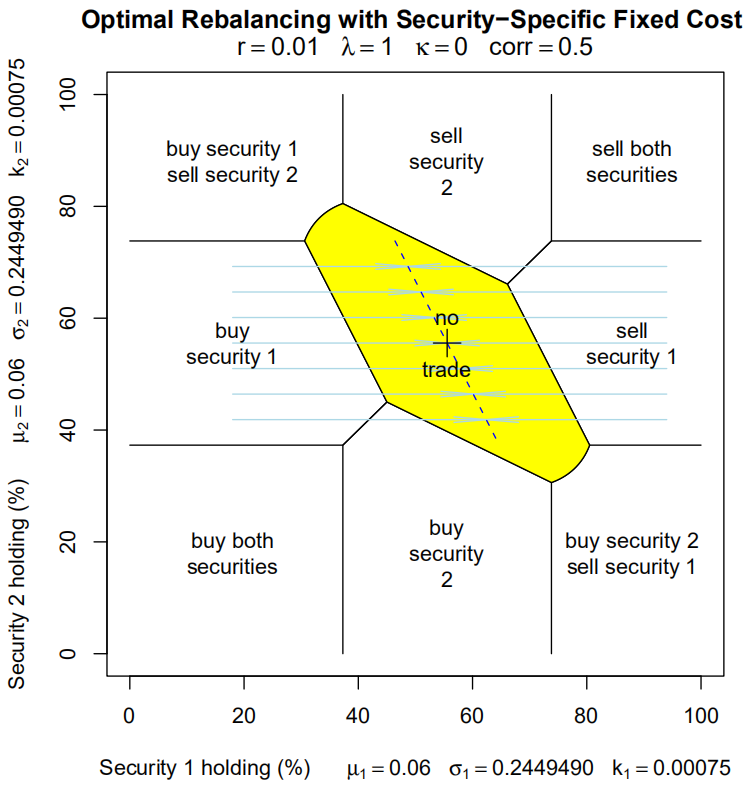 Optimal Rebalancing with Security−Specific Fixed Cost
r = 0.01 λ = 1 κ = 0 corr = 0.5
Security 2 holding (%) μ₂ = 0.06 σ₂ = 0.2449490 k₂ = 0.00075
100
80
60
40
20
0
buy security 1
sell security 2
sell
security
2
sell both
securities
buy
security 1
no
trade
sell
security 1
buy both
securities
buy
security
2
buy security 2
sell security 1
0 20 40 60 80 100
Security 1 holding (%) μ₁ = 0.06 σ₁ = 0.2449490 k₁ = 0.00075